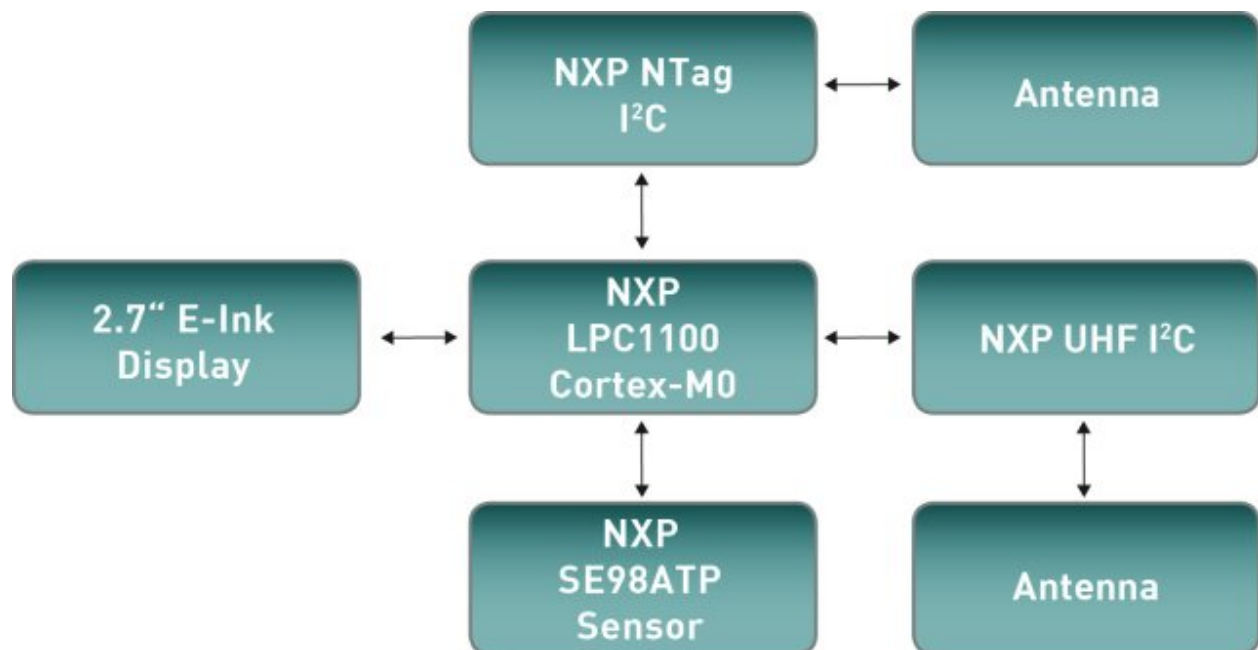 NXP NTag
I²C
Antenna
2.7“ E-Ink
Display
NXP
LPC1100
Cortex-M0
NXP UHF I²C
NXP
SE98ATP
Sensor
Antenna